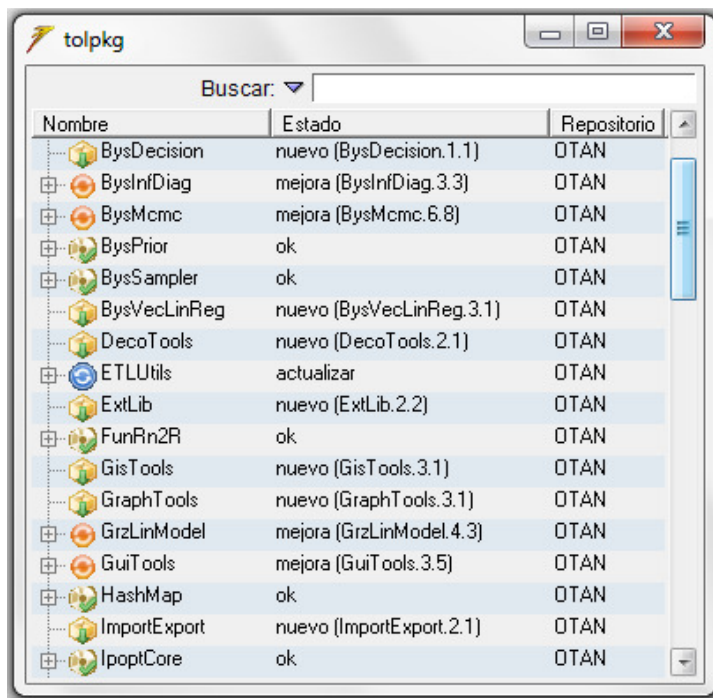 tolpkg
Buscar:
Nombre Estado Repositorio
BysDecision nuevo (BysDecision.1.1) OTAN
BysInfDiag mejora (BysInfDiag.3.3) OTAN
BysMcmc mejora (BysMcmc.6.8) OTAN
BysPrior ok OTAN
BysSampler ok OTAN
BysVecLinReg nuevo (BysVecLinReg.3.1) OTAN
DecoTools nuevo (DecoTools.2.1) OTAN
ETLUtils actualizar OTAN
ExtLib nuevo (ExtLib.2.2) OTAN
FunRn2R ok OTAN
GisTools nuevo (GisTools.3.1) OTAN
GraphTools nuevo (GraphTools.3.1) OTAN
GrzLinModel mejora (GrzLinModel.4.3) OTAN
GuiTools mejora (GuiTools.3.5) OTAN
HashMap ok OTAN
ImportExport nuevo (ImportExport.2.1) OTAN
IpoptCore ok OTAN